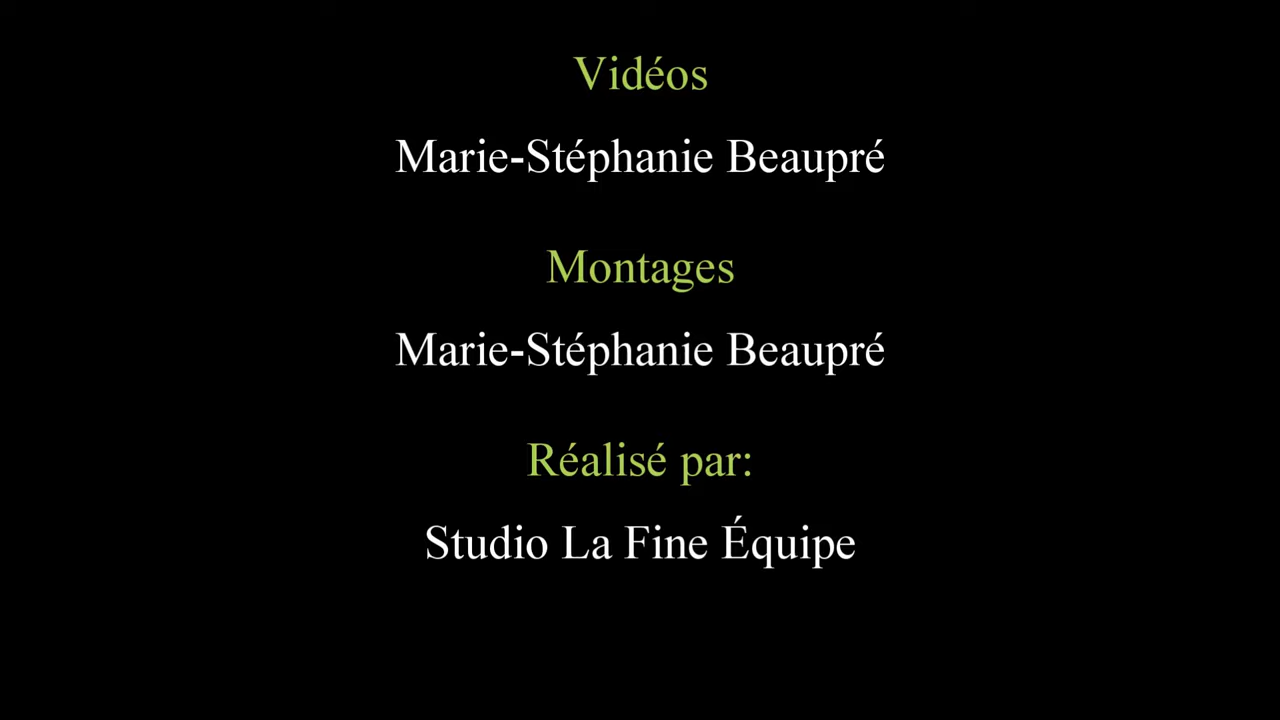 Vidéos
Marie-Stéphanie Beaupré
Montages
Marie-Stéphanie Beaupré
Réalisé par:
Studio La Fine Équipe